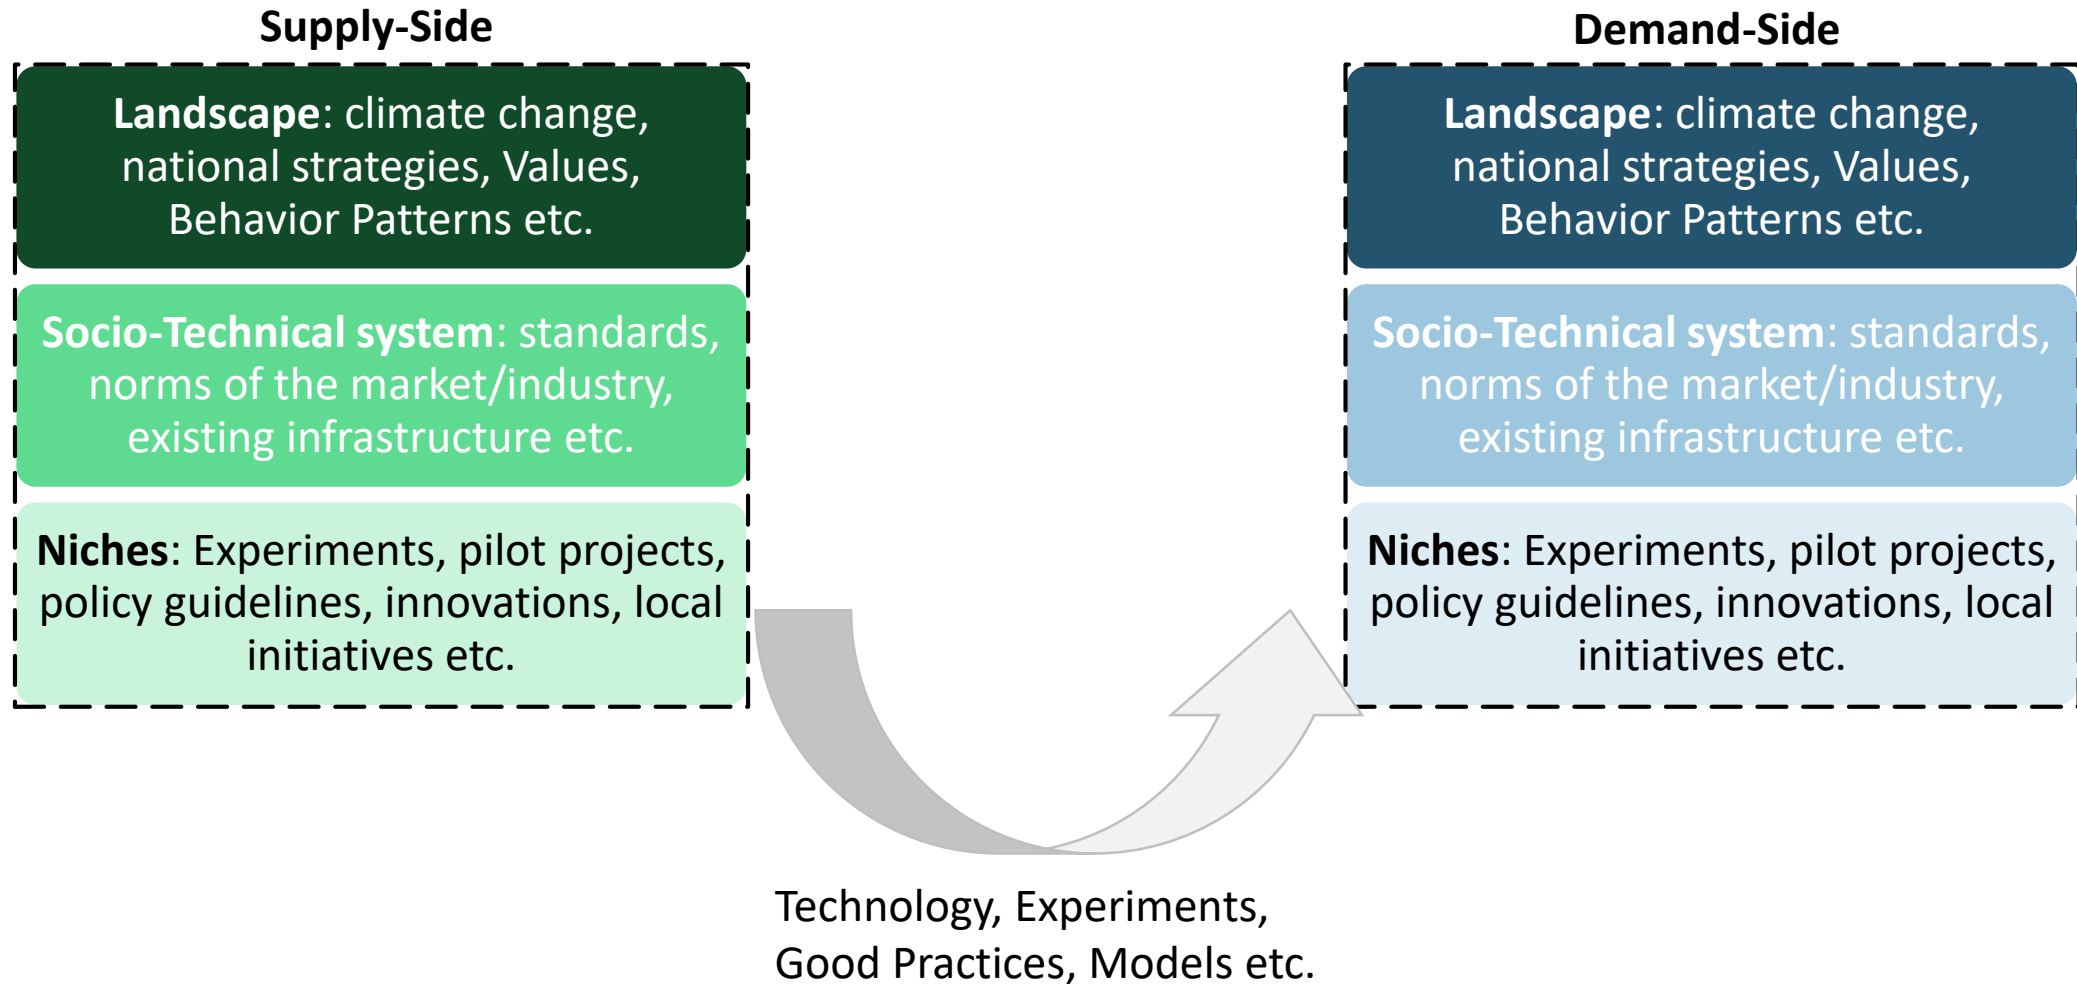 Supply-Side
Landscape: climate change,
national strategies, Values,
Behavior Patterns etc.
Socio-Technical system: standards,
norms of the market/industry,
existing infrastructure etc.
Niches: Experiments, pilot projects,
policy guidelines, innovations, local
initiatives etc.
Demand-Side
Landscape: climate change,
national strategies, Values,
Behavior Patterns etc.
Socio-Technical system: standards,
norms of the market/industry,
existing infrastructure etc.
Niches: Experiments, pilot projects,
policy guidelines, innovations, local
initiatives etc.
Technology, Experiments,
Good Practices, Models etc.